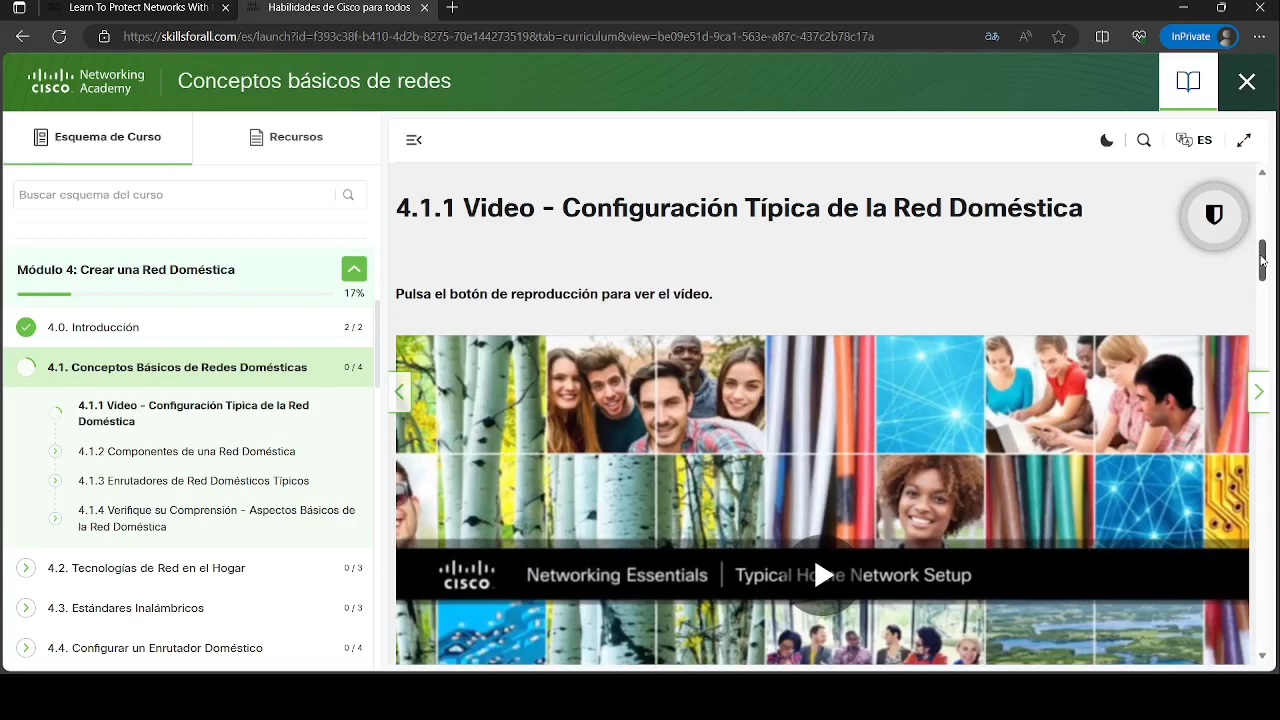 Learn To Protect Networks With
Habilidades de Cisco para todos
https://skillsforall.com/es/launch?id=f393c38f-b410-4d2b-8275-70e144273519&tab=curriculum&view=be09e51d-9ca1-563e-a87c-437c2b78c17a
InPrivate
Networking
CISCO Academy
Conceptos básicos de redes
Esquema de Curso
Recursos
ES
Buscar esquema del curso
Módulo 4: Crear una Red Doméstica
17%
4.0. Introducción
2 / 2
4.1. Conceptos Básicos de Redes Domésticas
0 / 4
4.1.1 Video – Configuración Típica de la Red
Doméstica
4.1.2 Componentes de una Red Doméstica
4.1.3 Enrutadores de Red Domésticos Típicos
4.1.4 Verifique su Comprensión – Aspectos Básicos de
la Red Doméstica
4.2. Tecnologías de Red en el Hogar
0 / 3
4.3. Estándares Inalámbricos
0 / 3
4.4. Configurar un Enrutador Doméstico
0 / 4
4.1.1 Video – Configuración Típica de la Red Doméstica
Pulsa el botón de reproducción para ver el vídeo.
CISCO
Networking Essentials
Typical Home Network Setup